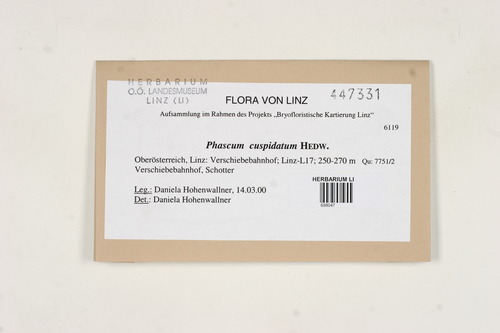 HERBARIUM
O.Ö. LANDESMUSEUM
LINZ (LI)
FLORA VON LINZ
447331
Aufsammlung im Rahmen des Projekts „Bryofloristische Kartierung Linz“
6119
Phascum cuspidatum HEDW.
Oberösterreich, Linz: Verschiebebahnhof; Linz-L17; 250-270 m Qu: 7751/2
Verschiebebahnhof, Schotter
HERBARIUM LI
Leg.: Daniela Hohenwallner, 14.03.00
Det.: Daniela Hohenwallner